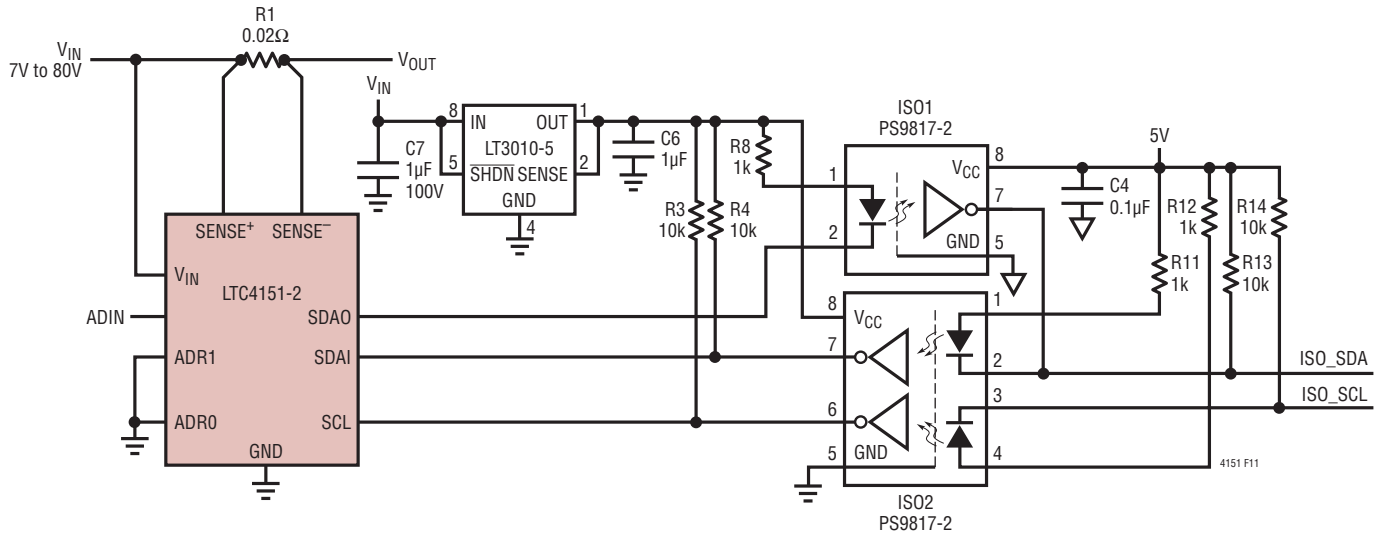 R1
0.02Ω
VIN
7V to 80V
VOUT
VIN
8
IN
OUT
1
LT3010-5
5
SHDN
SENSE
2
GND
4
C7
1µF
100V
C6
1µF
R8
1k
R3
10k
R4
10k
ISO1
PS9817-2
1
2
VCC
8
7
GND
5
5V
C4
0.1µF
R12
1k
R14
10k
R11
1k
R13
10k
SENSE+
SENSE–
VIN
LTC4151-2
ADIN
SDAO
ADR1
SDAI
ADR0
SCL
GND
8
VCC
7
6
5
GND
1
2
3
4
ISO2
PS9817-2
ISO_SDA
ISO_SCL
4151 F11